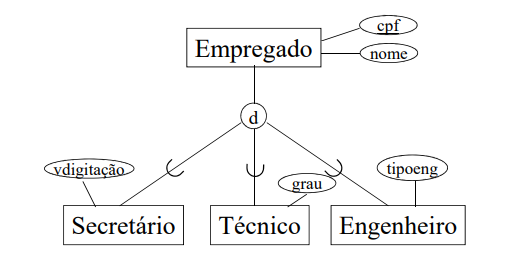 cpf
Empregado
nome
d
vdigitação
grau
tipoeng
Secretário
Técnico
Engenheiro